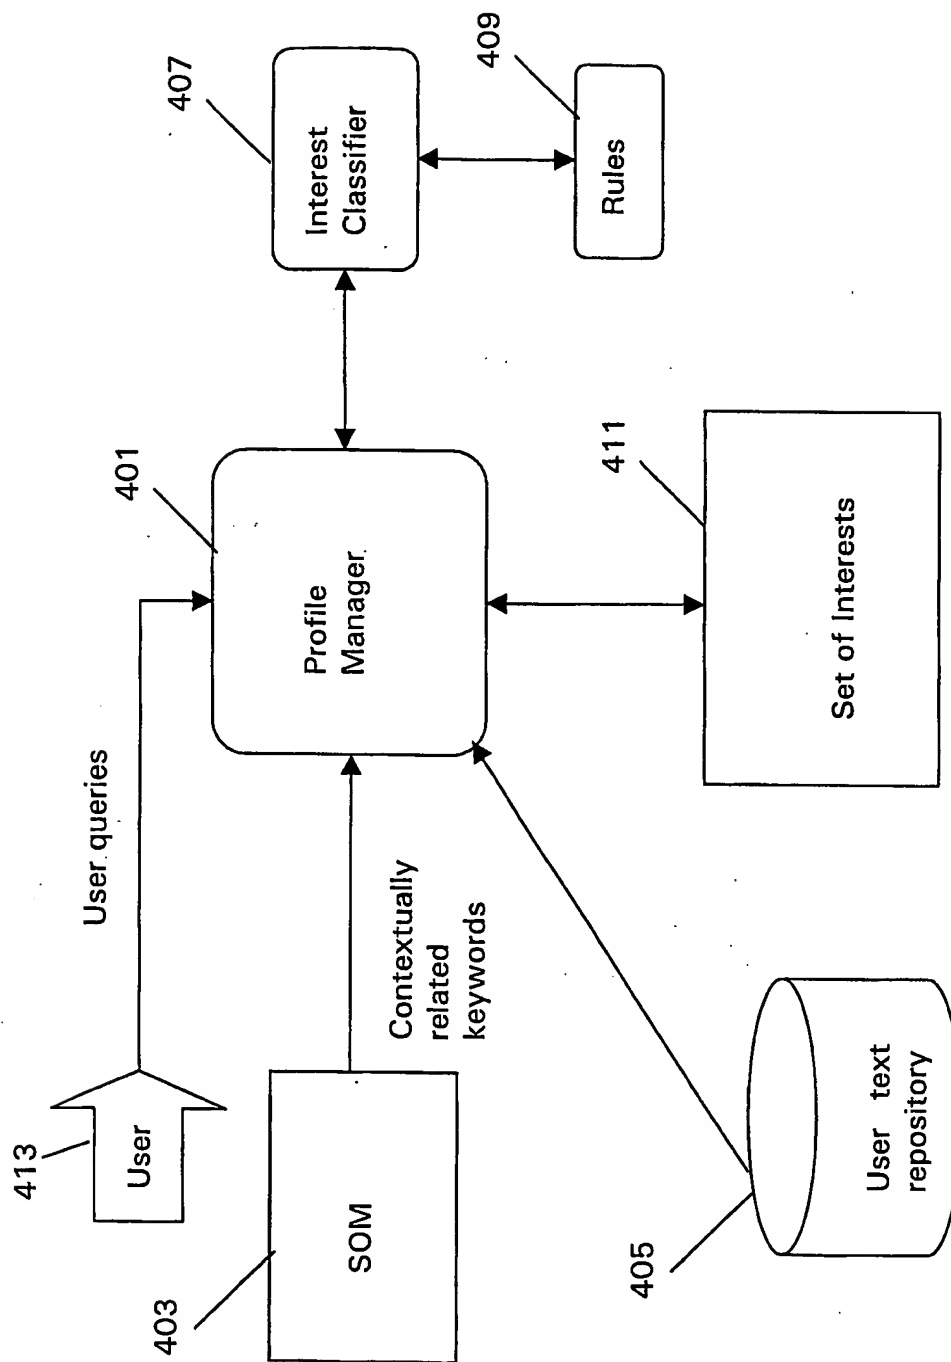 413
User
User queries
401
Profile
Manager
407
Interest
Classifier
409
Rules
403
SOM
Contextually
related
keywords
411
Set of Interests
405
User text
repository